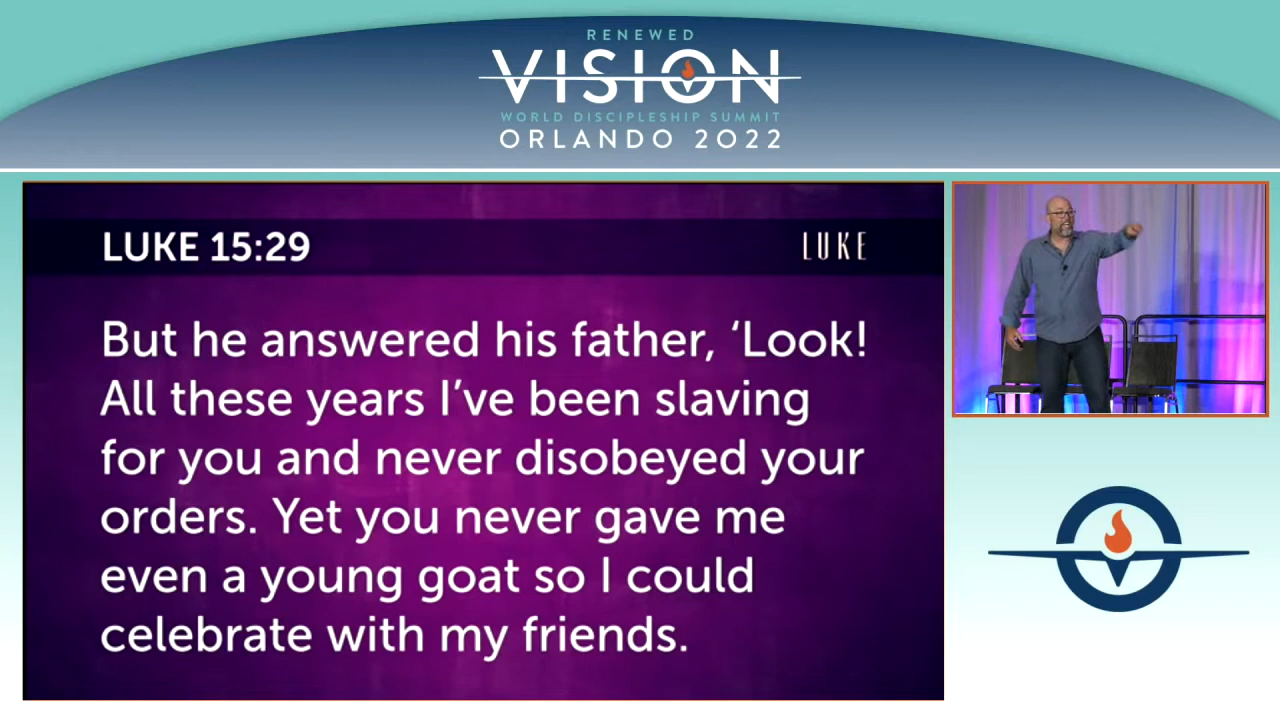 RENEWED
VISION
WORLD DISCIPLESHIP SUMMIT
ORLANDO 2022
LUKE 15:29
LUKE
But he answered his father, ‘Look!
All these years I’ve been slaving
for you and never disobeyed your
orders. Yet you never gave me
even a young goat so I could
celebrate with my friends.